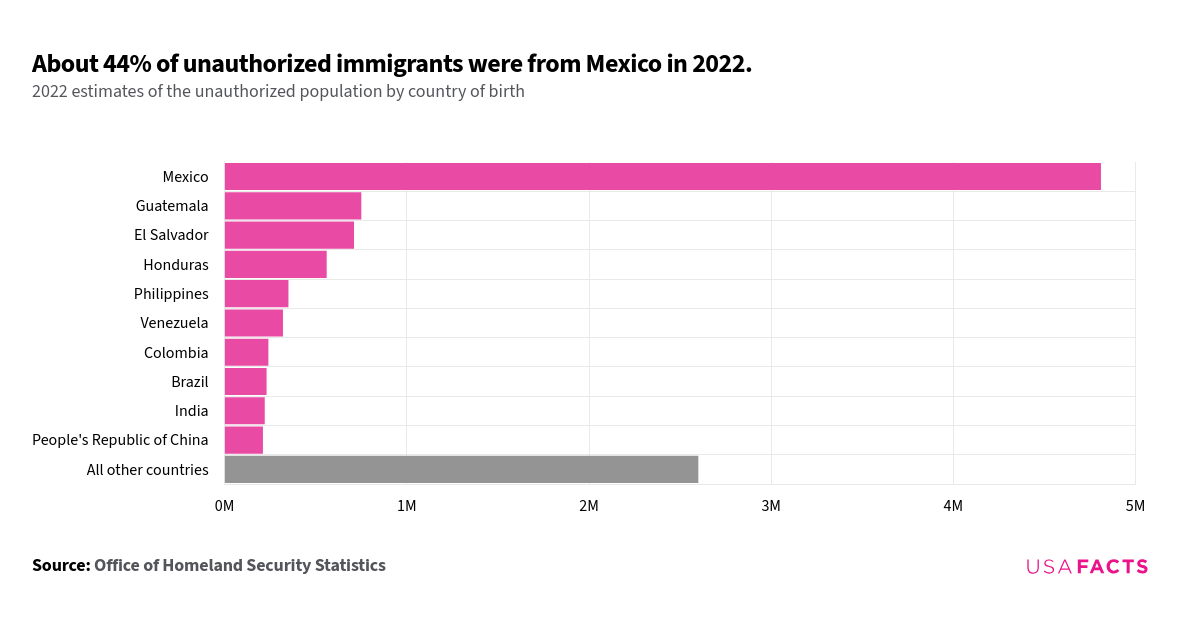 About 44% of unauthorized immigrants were from Mexico in 2022.
2022 estimates of the unauthorized population by country of birth
Mexico
Guatemala
El Salvador
Honduras
Philippines
Venezuela
Colombia
Brazil
India
People's Republic of China
All other countries
0M 1M 2M 3M 4M 5M
Source: Office of Homeland Security Statistics
USAFACTS